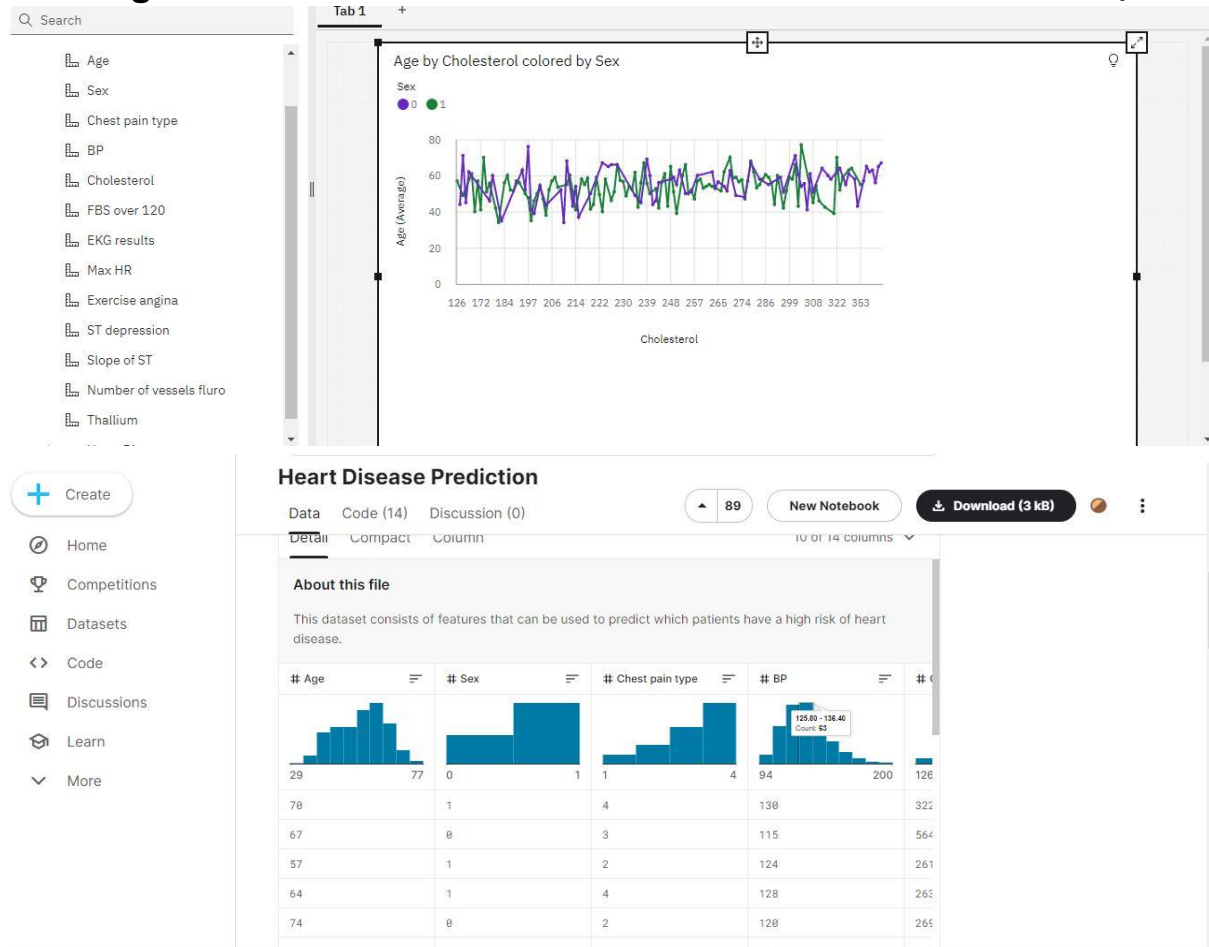 Search
Tab 1 +
Age
Sex
Chest pain type
BP
Cholesterol
FBS over 120
EKG results
Max HR
Exercise angina
ST depression
Slope of ST
Number of vessels fluro
Thallium
Age by Cholesterol colored by Sex
Sex
0 1
80
60
40
20
0
Age (Average)
126 172 184 197 206 214 222 230 239 248 257 266 274 286 299 308 322 353
Cholesterol
Create
Home
Competitions
Datasets
Code
Discussions
Learn
More
Heart Disease Prediction
Data Code (14) Discussion (0)
89 New Notebook Download (3 kB)
Detail Compact Column 10 of 14 columns
About this file
This dataset consists of features that can be used to predict which patients have a high risk of heart
disease.
# Age # Sex # Chest pain type # BP #
125.80 - 136.40
Count: 63
29 77 0 1 1 4 94 200 126
70 1 4 130 322
67 0 3 115 564
57 1 2 124 261
64 1 4 128 263
74 0 2 120 269